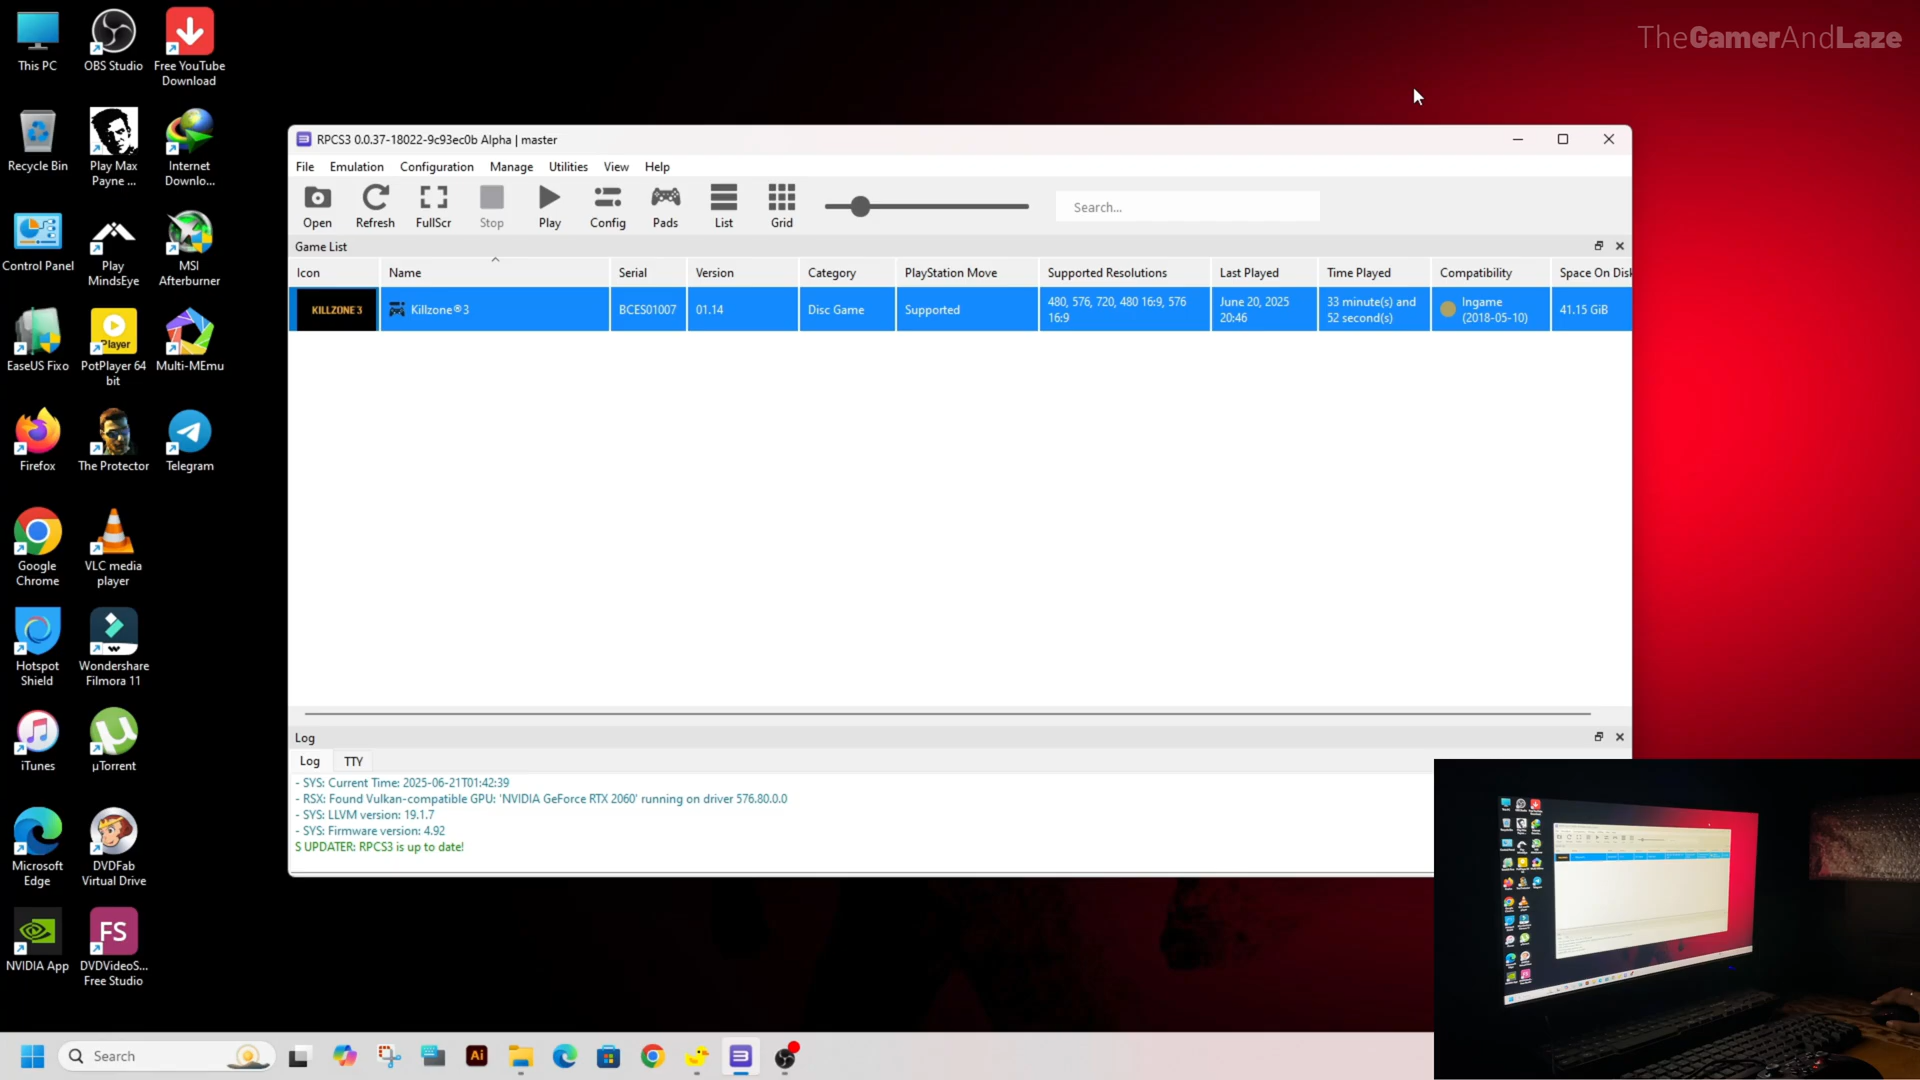 TheGamerAndLaze
This PC
OBS Studio
Free YouTube
Download
Recycle Bin
Play Max
Payne ...
Internet
Downlo...
Control Panel
Play
MindsEye
MSI
Afterburner
EaseUS Fixo
Player
PotPlayer 64
bit
Multi-MEmu
Firefox
The Protector
Telegram
Google
Chrome
VLC media
player
Hotspot
Shield
Wondershare
Filmora 11
iTunes
µTorrent
Microsoft
Edge
DVDFab
Virtual Drive
NVIDIA App
FS
DVDVideoS...
Free Studio
RPCS3 0.0.37-18022-9c93ec0b Alpha | master
File Emulation Configuration Manage Utilities View Help
Open Refresh FullScr Stop Play Config Pads List Grid Search...
Game List
Icon Name Serial Version Category PlayStation Move Supported Resolutions Last Played Time Played Compatibility Space On Disk
KILLZONE 3 Killzone®3 BCES01007 01.14 Disc Game Supported 480, 576, 720, 480 16:9, 576
16:9
June 20, 2025
20:46
33 minute(s) and
52 second(s)
Ingame
(2018-05-10)
41.15 GiB
Log
Log TTY
- SYS: Current Time: 2025-06-21T01:42:39
- RSX: Found Vulkan-compatible GPU: 'NVIDIA GeForce RTX 2060' running on driver 576.80.0.0
- SYS: LLVM version: 19.1.7
- SYS: Firmware version: 4.92
S UPDATER: RPCS3 is up to date!
Search
Ai